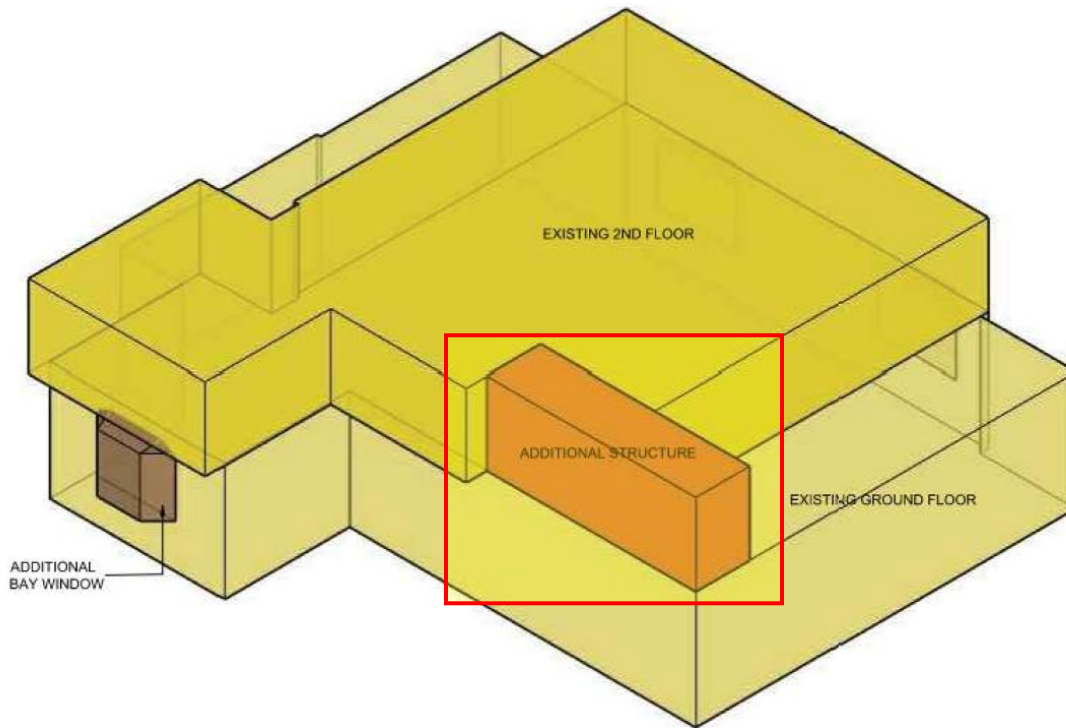 EXISTING 2ND FLOOR
ADDITIONAL STRUCTURE
EXISTING GROUND FLOOR
ADDITIONAL
BAY WINDOW